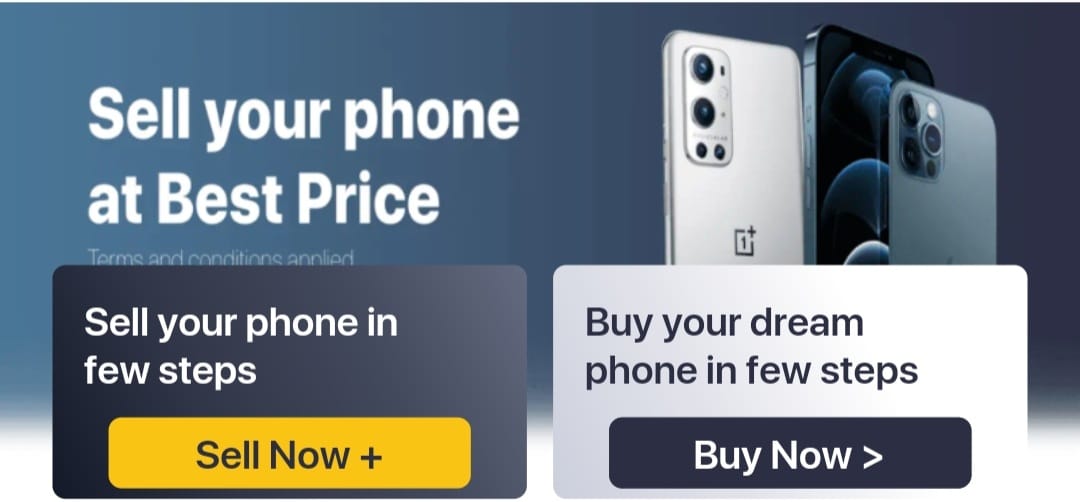 Sell your phone
at Best Price
Terms and conditions applied
Sell your phone in
few steps
Sell Now +
Buy your dream
phone in few steps
Buy Now >